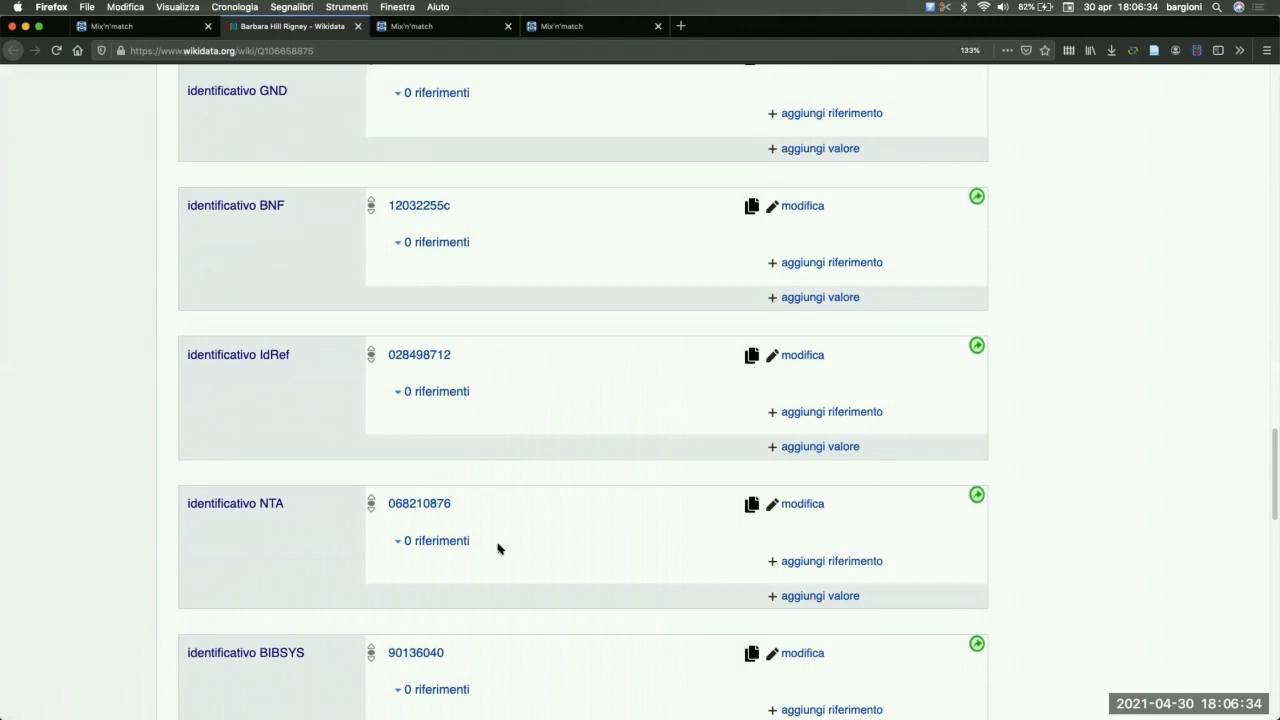 Firefox File Modifica Visualizza Cronologia Segnalibri Strumenti Finestra Aiuto 82% 30 apr 18:06:34 bargioni
Mix'n'match Barbara Hill Rigney - Wikidata Mix'n'match Mix'n'match
https://www.wikidata.org/wiki/Q106658875 133%
identificativo GND
0 riferimenti
+ aggiungi riferimento
+ aggiungi valore
identificativo BNF 12032255c modifica
0 riferimenti
+ aggiungi riferimento
+ aggiungi valore
identificativo IdRef 028498712 modifica
0 riferimenti
+ aggiungi riferimento
+ aggiungi valore
identificativo NTA 068210876 modifica
0 riferimenti
+ aggiungi riferimento
+ aggiungi valore
identificativo BIBSYS 90136040 modifica
0 riferimenti
+ aggiungi riferimento
2021-04-30 18:06:34